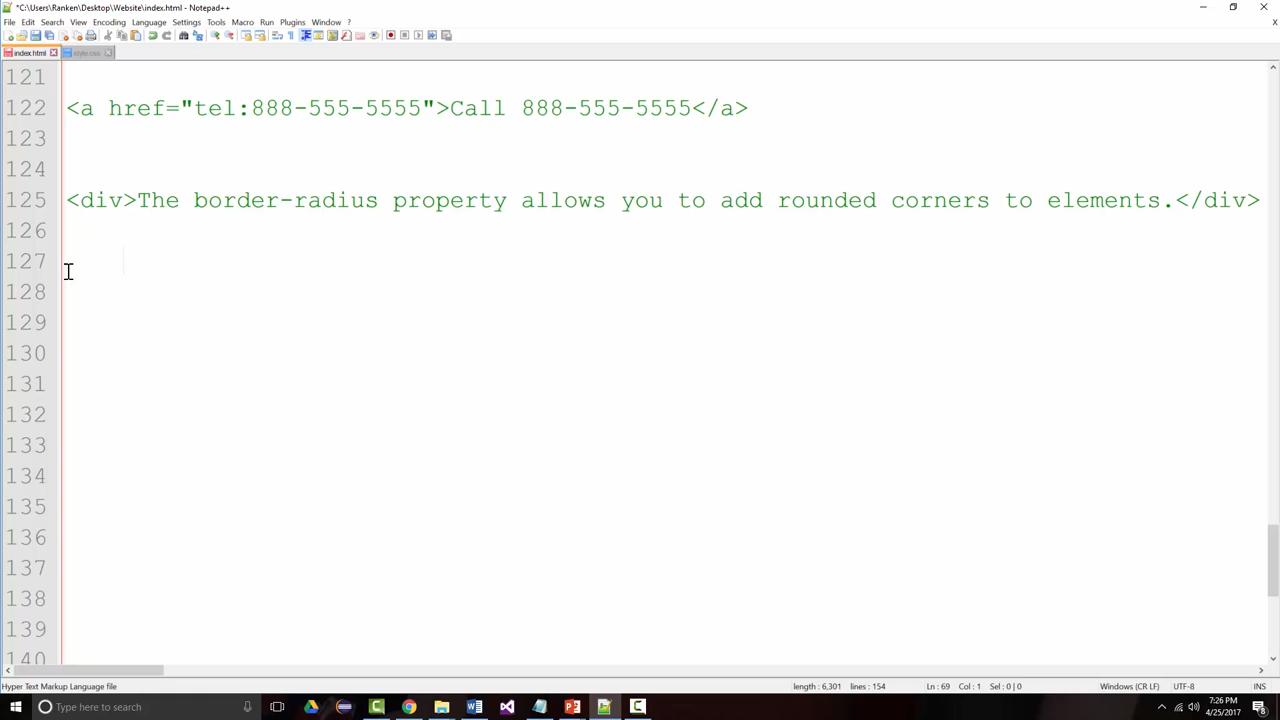 *C:\Users\Ranken\Desktop\Website\index.html - Notepad++
File Edit Search View Encoding Language Settings Tools Macro Run Plugins Window ?
X
index.html style.css
121
122 <a href="tel:888-555-5555">Call 888-555-5555</a>
123
124
125 <div>The border-radius property allows you to add rounded corners to elements.</div>
126
127
128
129
130
131
132
133
134
135
136
137
138
139
140
Hyper Text Markup Language file length : 6,301 lines : 154 Ln : 69 Col : 1 Sel : 0 | 0 Windows (CR LF) UTF-8 INS
Type here to search 7:26 PM
4/25/2017